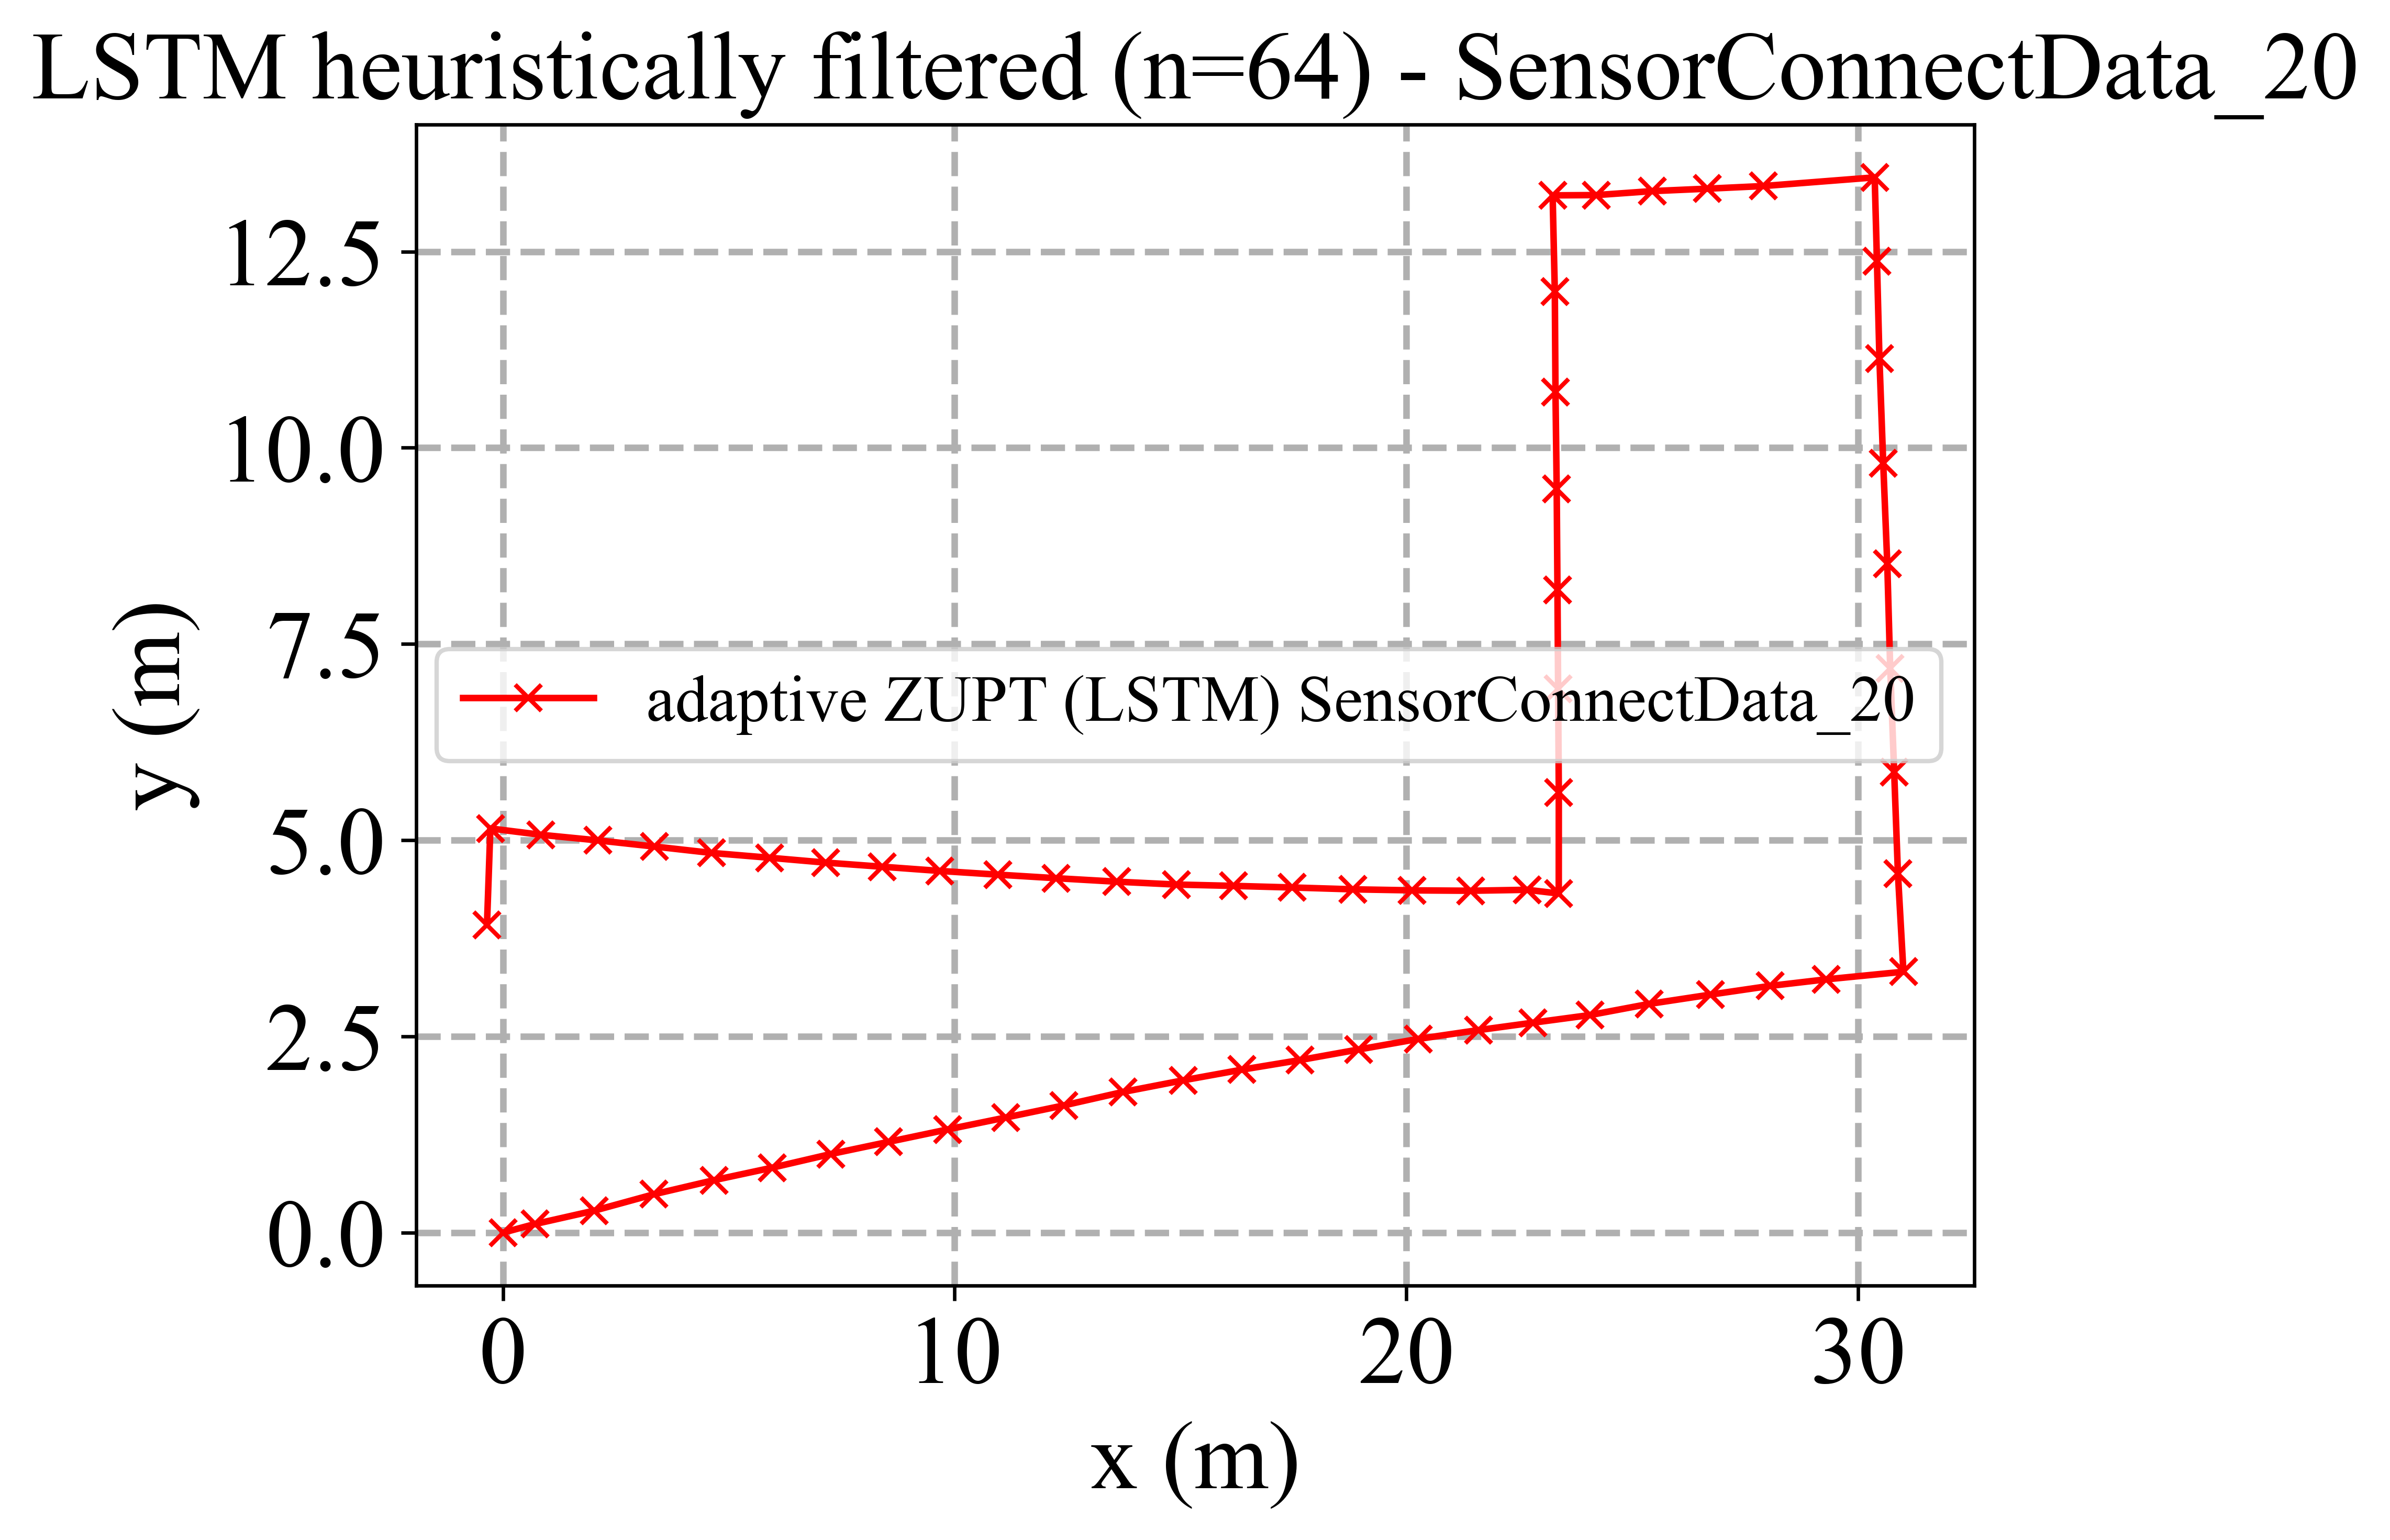 LSTM heuristically filtered (n=64) - SensorConnectData_20
12.5
10.0
7.5
5.0
2.5
0.0
y (m)
adaptive ZUPT (LSTM) SensorConnectData_20
0 10 20 30
x (m)